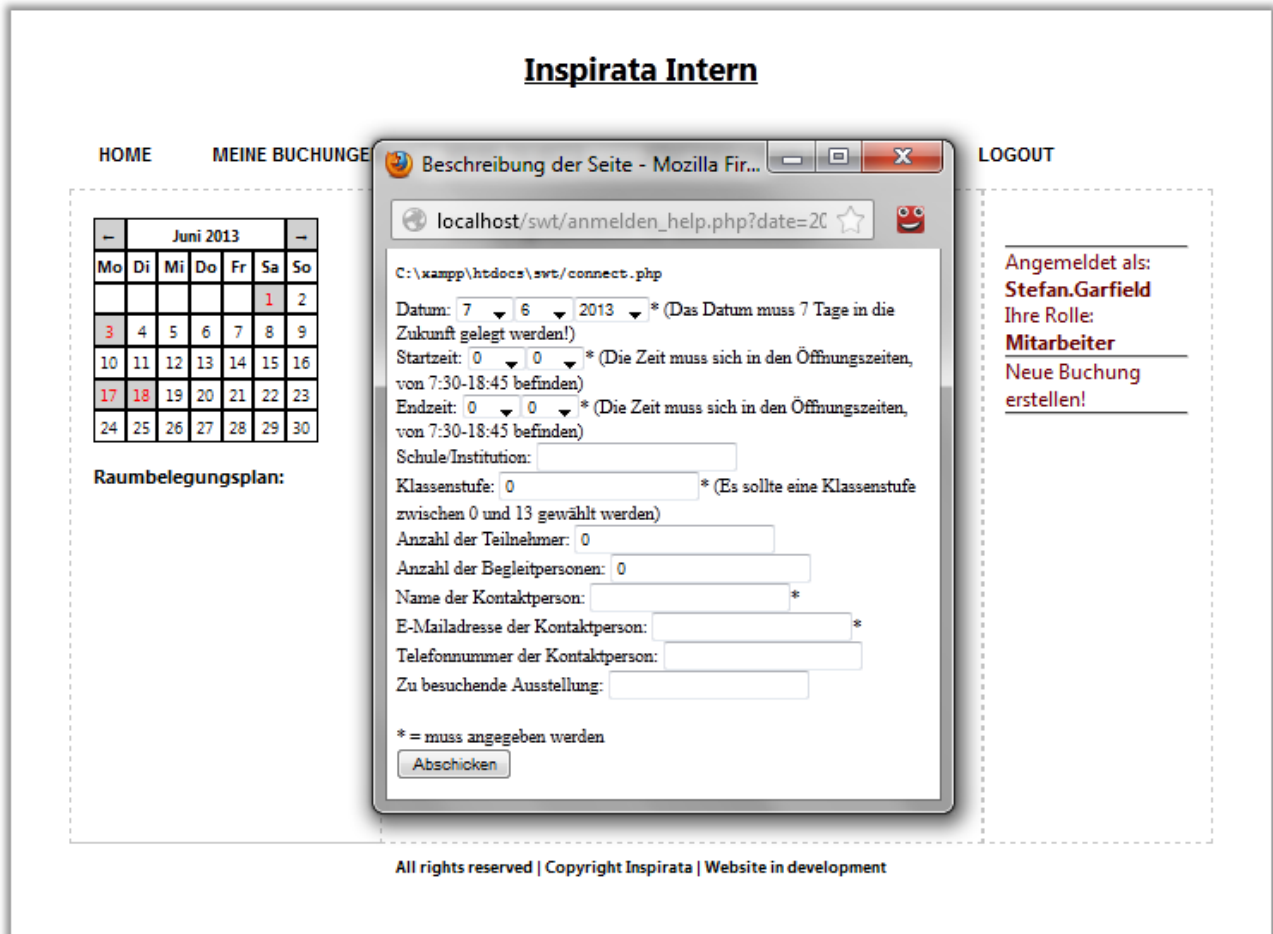 Inspirata Intern
HOME
MEINE BUCHUNGE
LOGOUT
← Juni 2013 →
Mo Di Mi Do Fr Sa So
1 2
3 4 5 6 7 8 9
10 11 12 13 14 15 16
17 18 19 20 21 22 23
24 25 26 27 28 29 30
Raumbelegungsplan:
Beschreibung der Seite - Mozilla Fir...
localhost/swt/anmelden_help.php?date=20
C:\xampp\htdocs\swt/connect.php
Datum: 7 6 2013 * (Das Datum muss 7 Tage in die
Zukunft gelegt werden!)
Startzeit: 0 0 * (Die Zeit muss sich in den Öffnungszeiten,
von 7:30-18:45 befinden)
Endzeit: 0 0 * (Die Zeit muss sich in den Öffnungszeiten,
von 7:30-18:45 befinden)
Schule/Institution:
Klassenstufe: 0 * (Es sollte eine Klassenstufe
zwischen 0 und 13 gewählt werden)
Anzahl der Teilnehmer: 0
Anzahl der Begleitpersonen: 0
Name der Kontaktperson: *
E-Mailadresse der Kontaktperson: *
Telefonnummer der Kontaktperson:
Zu besuchende Ausstellung:
* = muss angegeben werden
Abschicken
Angemeldet als:
Stefan.Garfield
Ihre Rolle:
Mitarbeiter
Neue Buchung
erstellen!
All rights reserved | Copyright Inspirata | Website in development